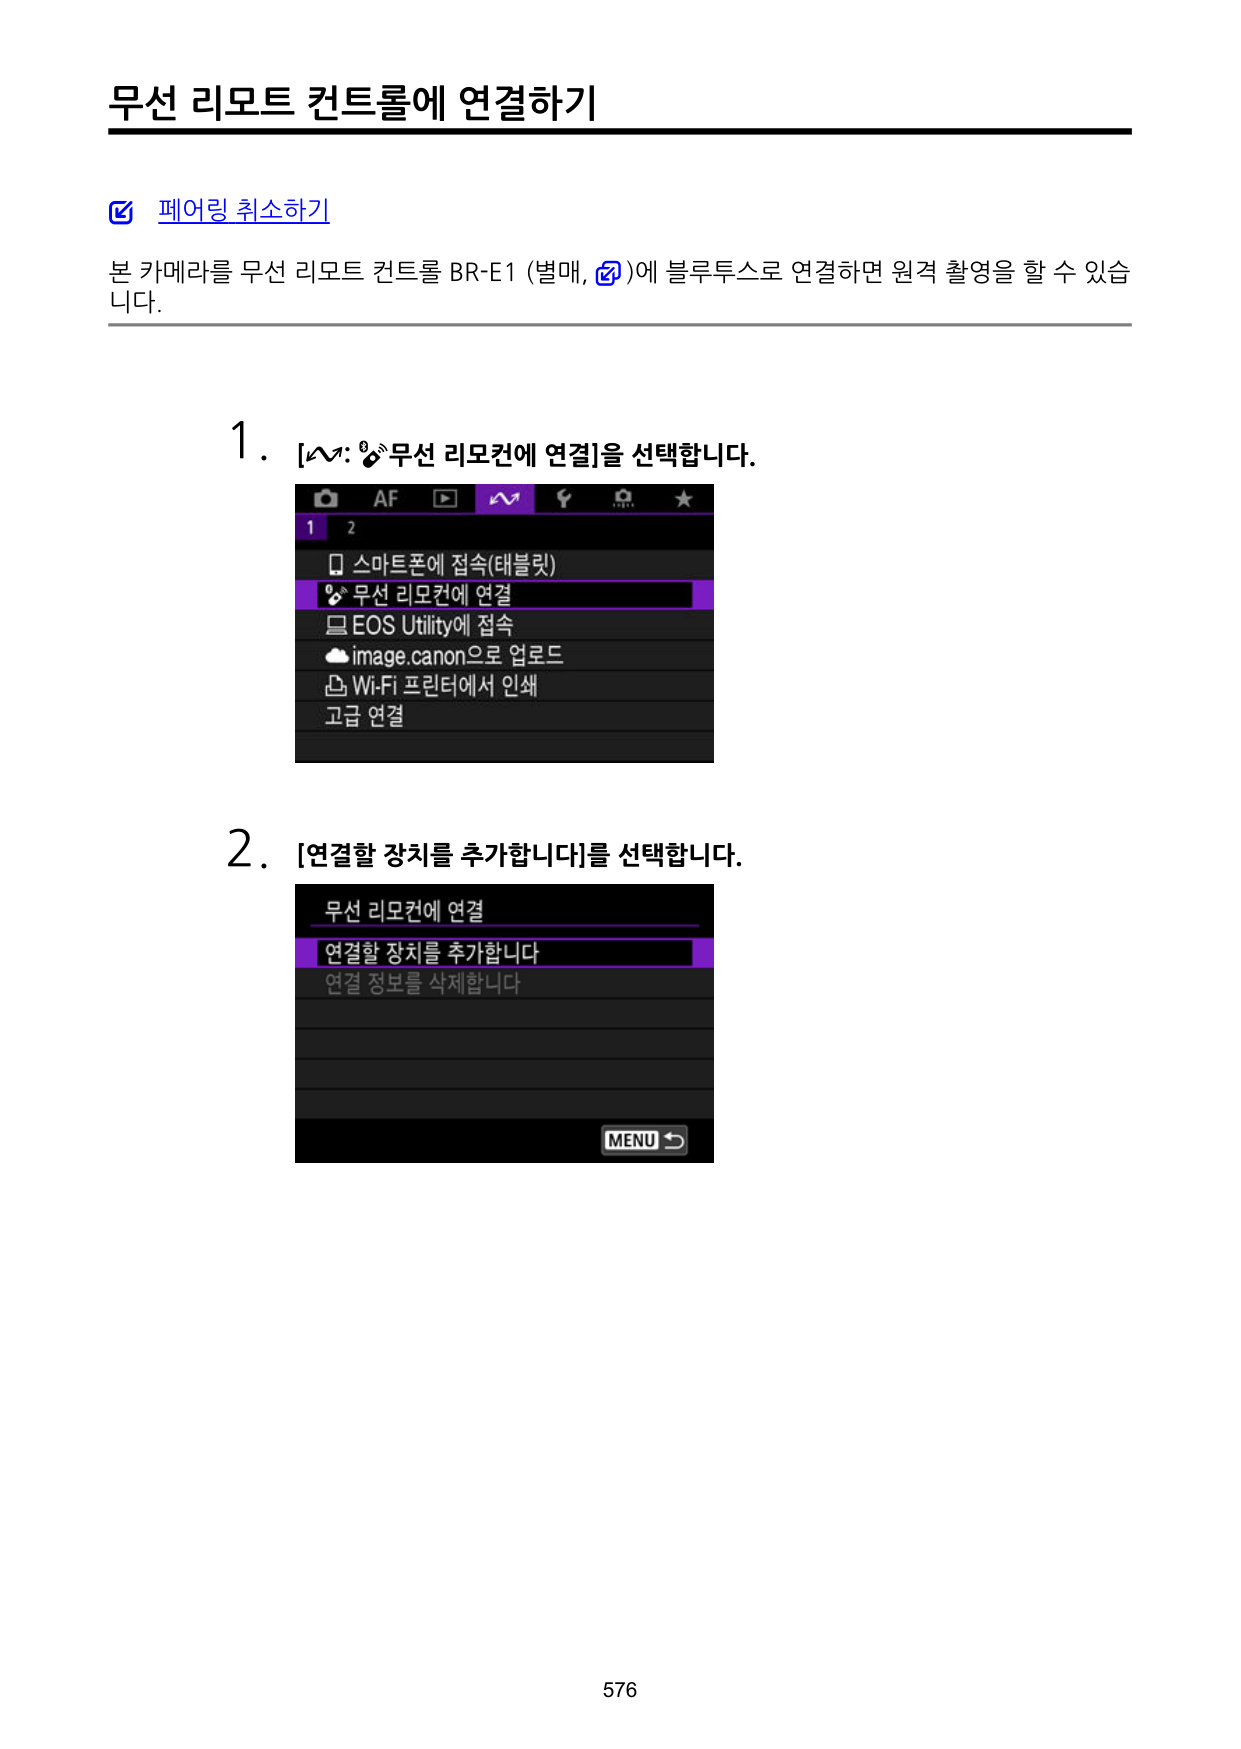 무선 리모트 컨트롤에 연결하기
페어링 취소하기
본 카메라를 무선 리모트 컨트롤 BR-E1 (별매, )에 블루투스로 연결하면 원격 촬영을 할 수 있습
니다.
1. [: 무선 리모컨에 연결]을 선택합니다.
AF
1 2
스마트폰에 접속(태블릿)
무선 리모컨에 연결
EOS Utility에 접속
image.canon으로 업로드
Wi-Fi 프린터에서 인쇄
고급 연결
2. [연결할 장치를 추가합니다]를 선택합니다.
무선 리모컨에 연결
연결할 장치를 추가합니다
연결 정보를 삭제합니다
MENU
576